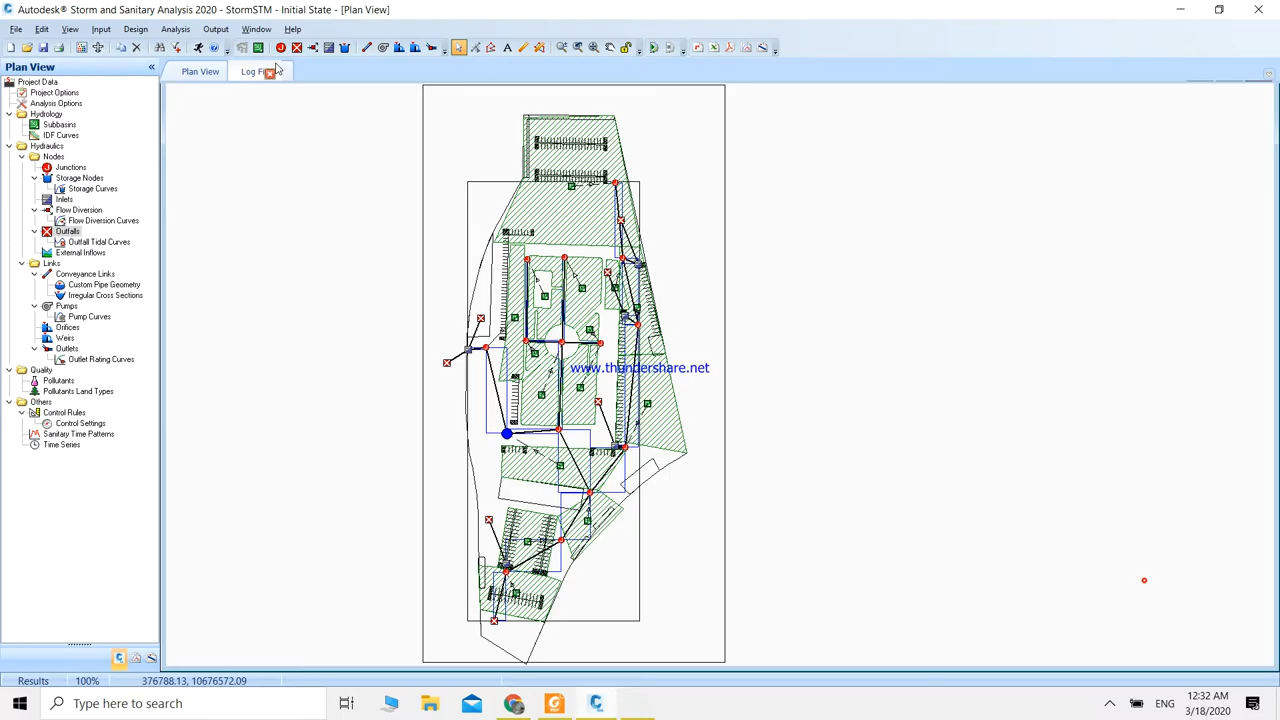 Autodesk® Storm and Sanitary Analysis 2020 - StormSTM - Initial State - [Plan View]
File Edit View Input Design Analysis Output Window Help
Plan View «
Plan View
Project Data
Project Options
Analysis Options
Hydrology
Subbasins
IDF Curves
Hydraulics
Nodes
Junctions
Storage Nodes
Storage Curves
Inlets
Flow Diversion
Flow Diversion Curves
Outfalls
Outfall Tidal Curves
External Inflows
Links
Conveyance Links
Custom Pipe Geometry
Irregular Cross Sections
Pumps
Pump Curves
Orifices
Weirs
Outlets
Outlet Rating Curves
Quality
Pollutants
Pollutants Land Types
Others
Control Rules
Control Settings
Sanitary Time Patterns
Time Series
www.thundershare.net
Results 100% 376788.13, 10676572.09
Type here to search
ENG
12:32 AM
3/18/2020